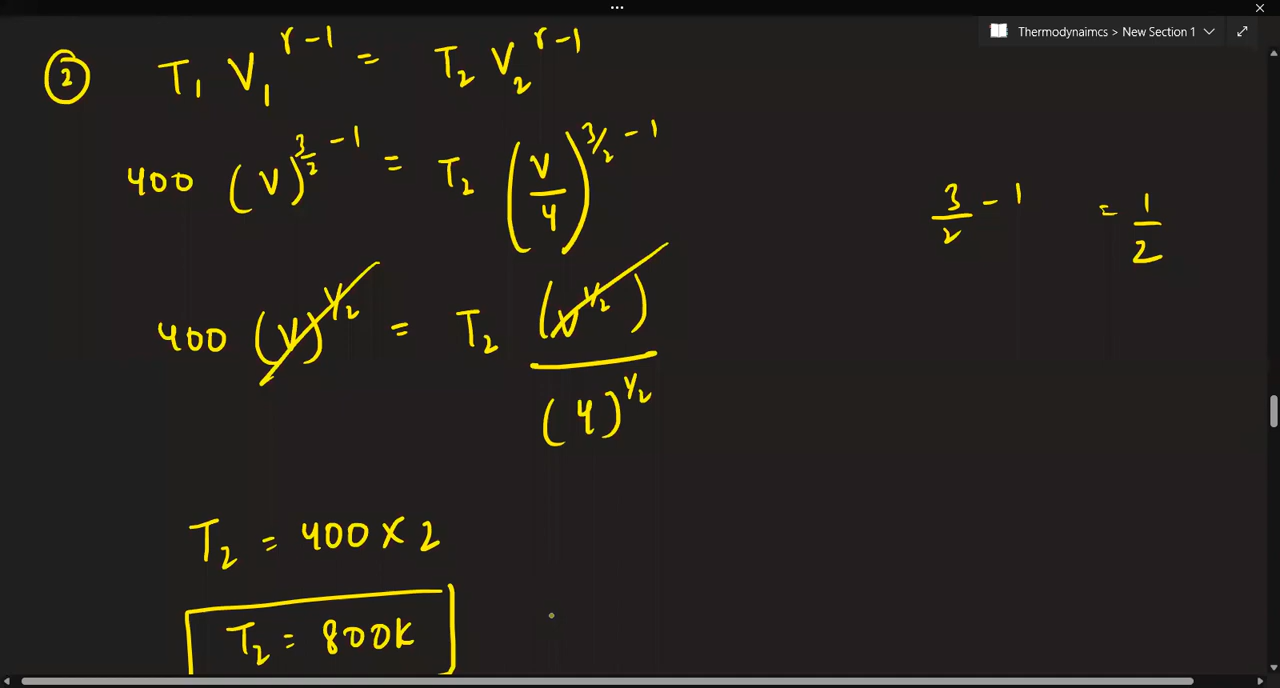 ...
Thermodynaimcs > New Section 1
② T₁ V₁^{r-1} = T₂ V₂^{r-1}
400 (V)^{3/2 - 1} = T₂ (V/4)^{3/2 - 1}
3/2 - 1 = 1/2
400 (V)^{1/2} = T₂ (V^{1/2}) / (4)^{1/2}
T₂ = 400 × 2
T₂ = 800K